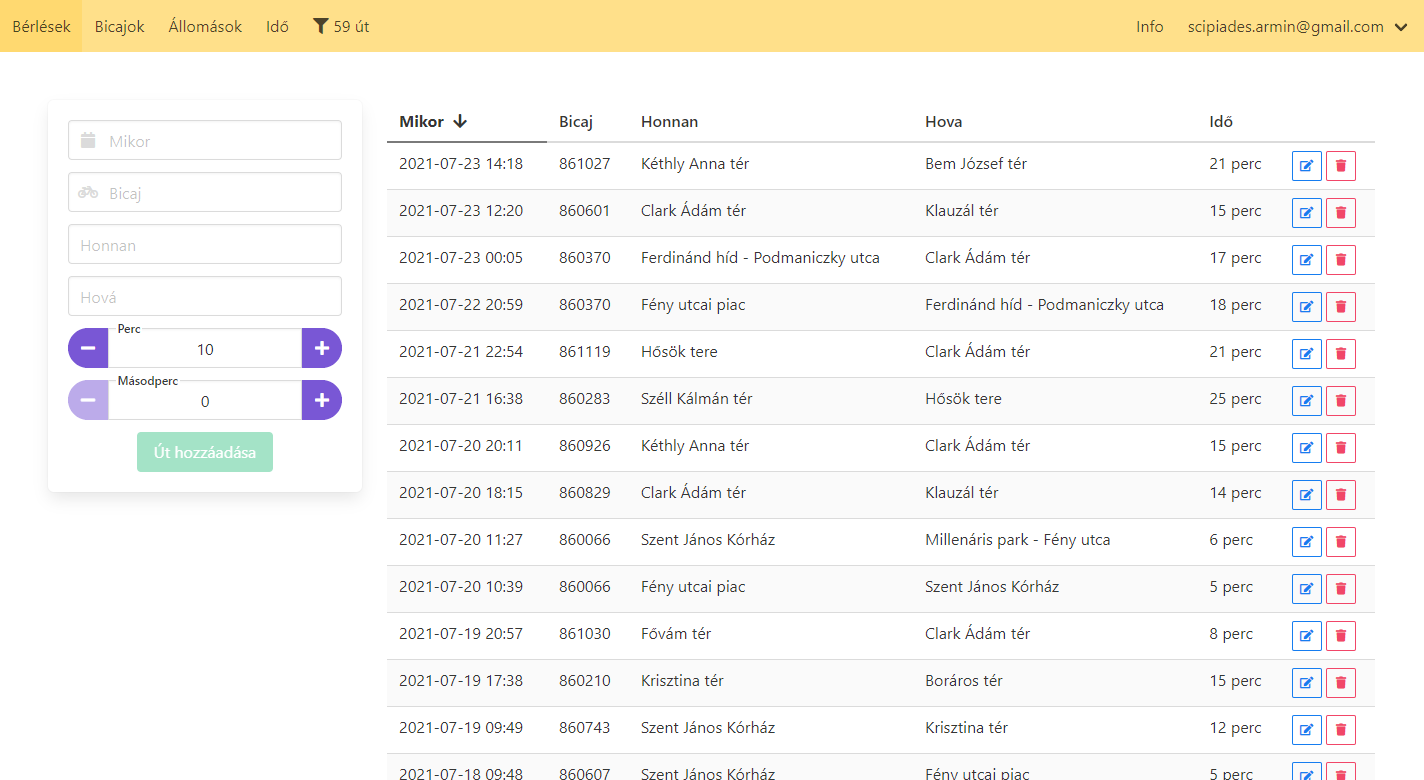 Bérlések Bicajok Állomások Idő 59 út Info scipiades.armin@gmail.com
Mikor
Bicaj
Honnan
Hová
Perc
10
Másodperc
0
Út hozzáadása
Mikor Bicaj Honnan Hova Idő
2021-07-23 14:18 861027 Kéthly Anna tér Bem József tér 21 perc
2021-07-23 12:20 860601 Clark Ádám tér Klauzál tér 15 perc
2021-07-23 00:05 860370 Ferdinánd híd - Podmaniczky utca Clark Ádám tér 17 perc
2021-07-22 20:59 860370 Fény utcai piac Ferdinánd híd - Podmaniczky utca 18 perc
2021-07-21 22:54 861119 Hősök tere Clark Ádám tér 21 perc
2021-07-21 16:38 860283 Széll Kálmán tér Hősök tere 25 perc
2021-07-20 20:11 860926 Kéthly Anna tér Clark Ádám tér 15 perc
2021-07-20 18:15 860829 Clark Ádám tér Klauzál tér 14 perc
2021-07-20 11:27 860066 Szent János Kórház Millenáris park - Fény utca 6 perc
2021-07-20 10:39 860066 Fény utcai piac Szent János Kórház 5 perc
2021-07-19 20:57 861030 Fővám tér Clark Ádám tér 8 perc
2021-07-19 17:38 860210 Krisztina tér Boráros tér 15 perc
2021-07-19 09:49 860743 Szent János Kórház Krisztina tér 12 perc
2021-07-18 09:48 860607 Szent János Kórház Fény utcai piac 5 perc